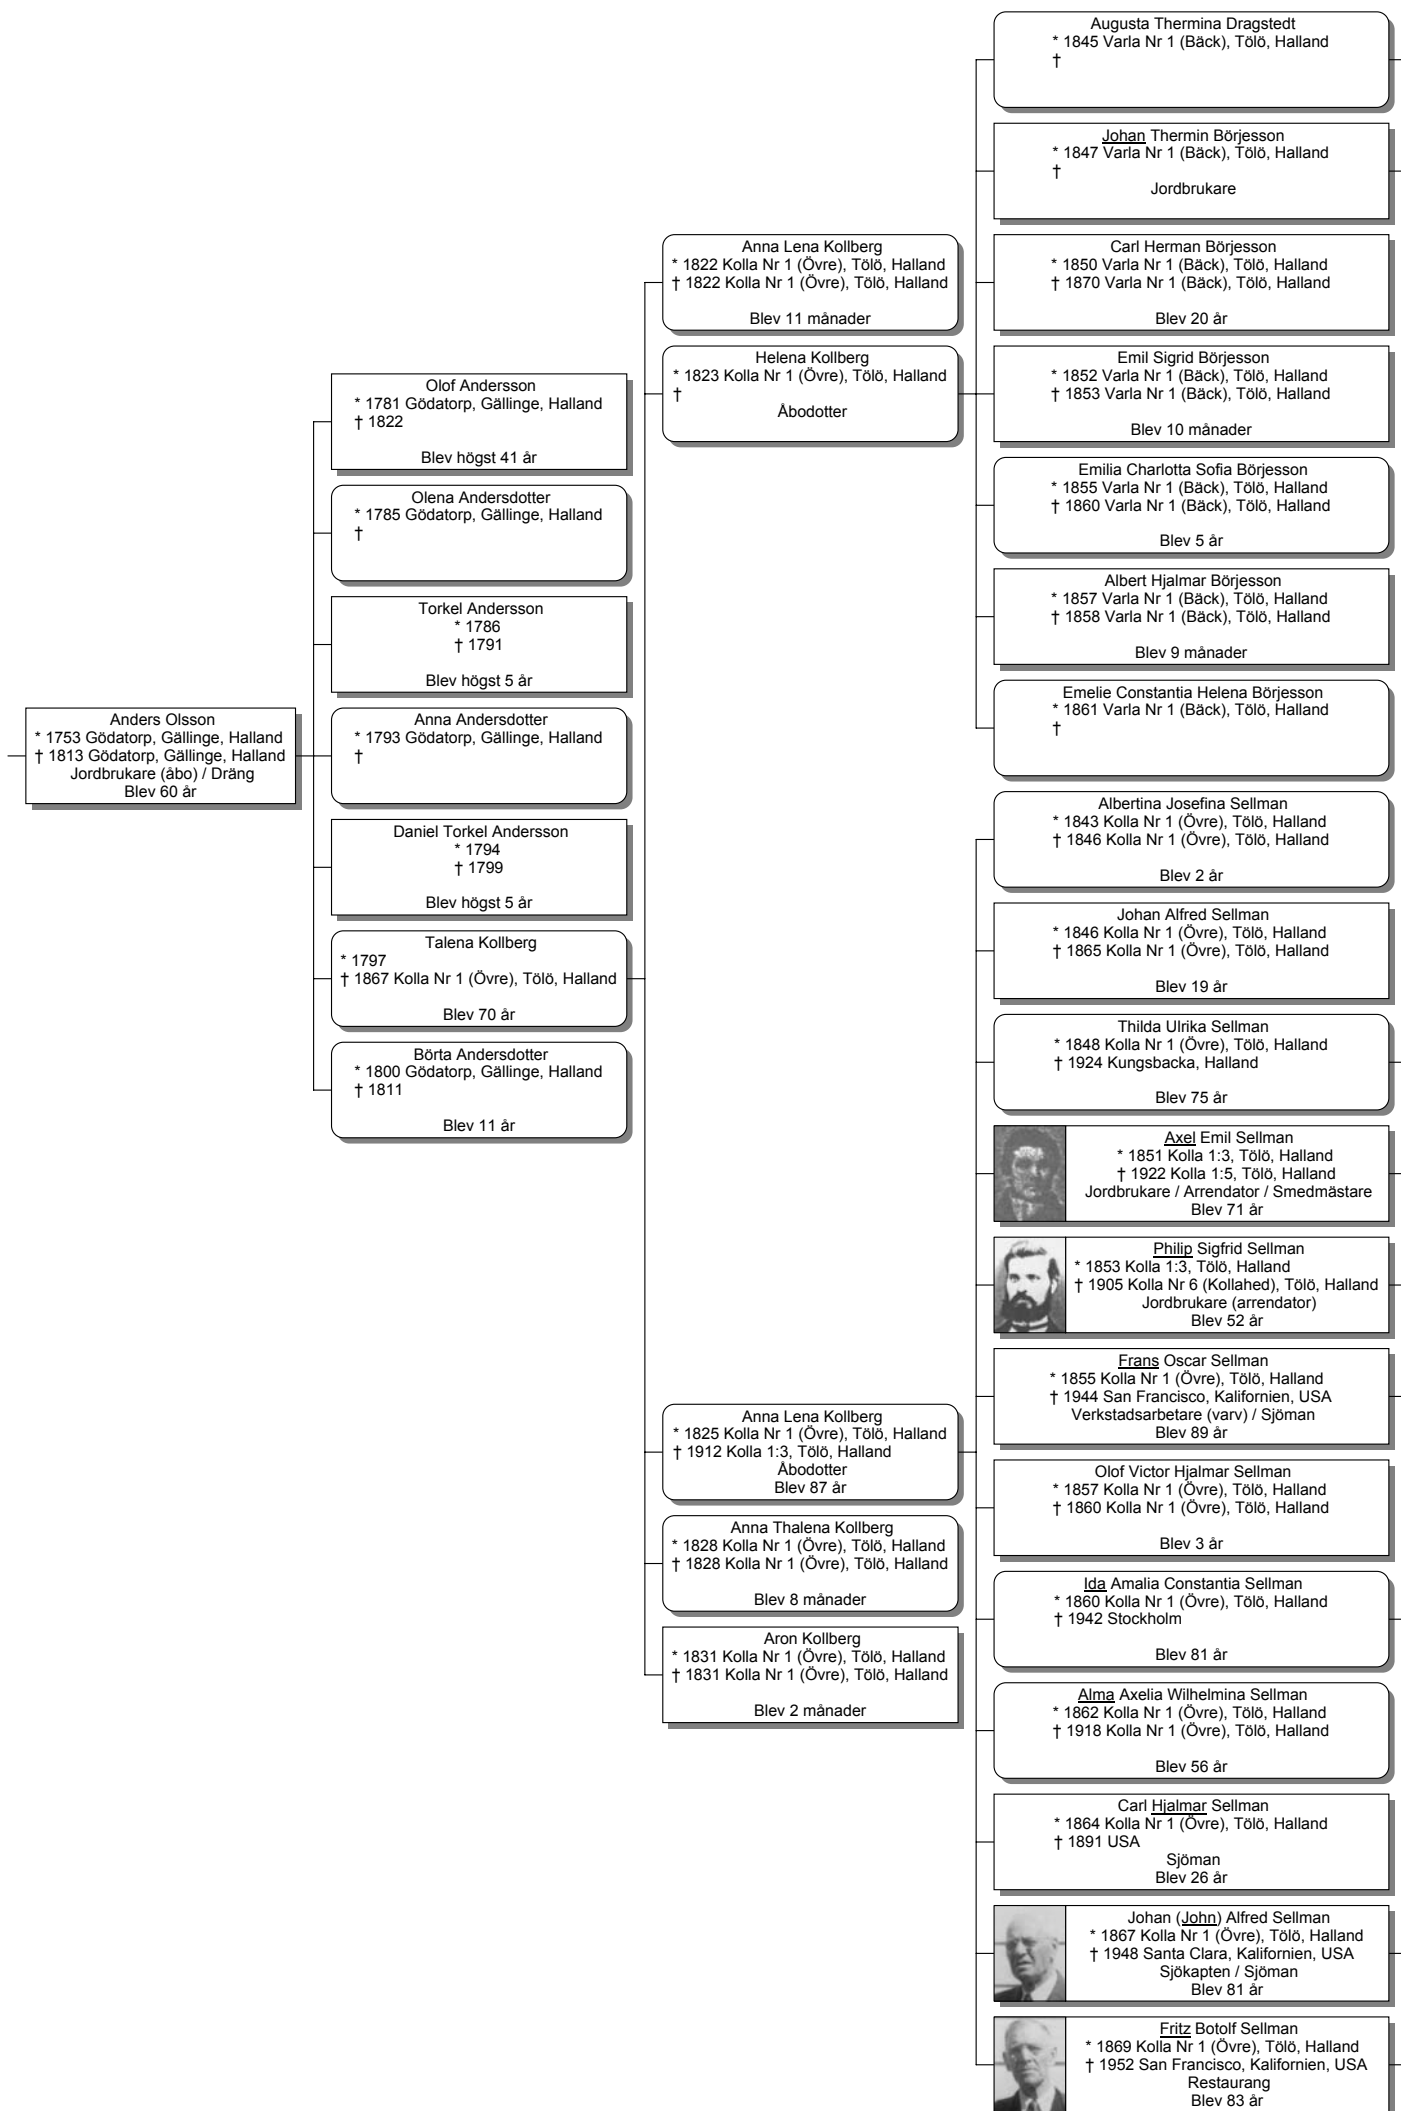 Anders Olsson
* 1753 Gödatorp, Gällinge, Halland
† 1813 Gödatorp, Gällinge, Halland
Jordbrukare (åbo) / Dräng
Blev 60 år
Olof Andersson
* 1781 Gödatorp, Gällinge, Halland
† 1822
Blev högst 41 år
Olena Andersdotter
* 1785 Gödatorp, Gällinge, Halland
†
Torkel Andersson
* 1786
† 1791
Blev högst 5 år
Anna Andersdotter
* 1793 Gödatorp, Gällinge, Halland
†
Daniel Torkel Andersson
* 1794
† 1799
Blev högst 5 år
Talena Kollberg
* 1797
† 1867 Kolla Nr 1 (Övre), Tölö, Halland
Blev 70 år
Börta Andersdotter
* 1800 Gödatorp, Gällinge, Halland
† 1811
Blev 11 år
Anna Lena Kollberg
* 1822 Kolla Nr 1 (Övre), Tölö, Halland
† 1822 Kolla Nr 1 (Övre), Tölö, Halland
Blev 11 månader
Helena Kollberg
* 1823 Kolla Nr 1 (Övre), Tölö, Halland
†
Åbodotter
Anna Lena Kollberg
* 1825 Kolla Nr 1 (Övre), Tölö, Halland
† 1912 Kolla 1:3, Tölö, Halland
Åbodotter
Blev 87 år
Anna Thalena Kollberg
* 1828 Kolla Nr 1 (Övre), Tölö, Halland
† 1828 Kolla Nr 1 (Övre), Tölö, Halland
Blev 8 månader
Aron Kollberg
* 1831 Kolla Nr 1 (Övre), Tölö, Halland
† 1831 Kolla Nr 1 (Övre), Tölö, Halland
Blev 2 månader
Augusta Thermina Dragstedt
* 1845 Varla Nr 1 (Bäck), Tölö, Halland
†
Johan Thermin Börjesson
* 1847 Varla Nr 1 (Bäck), Tölö, Halland
†
Jordbrukare
Carl Herman Börjesson
* 1850 Varla Nr 1 (Bäck), Tölö, Halland
† 1870 Varla Nr 1 (Bäck), Tölö, Halland
Blev 20 år
Emil Sigrid Börjesson
* 1852 Varla Nr 1 (Bäck), Tölö, Halland
† 1853 Varla Nr 1 (Bäck), Tölö, Halland
Blev 10 månader
Emilia Charlotta Sofia Börjesson
* 1855 Varla Nr 1 (Bäck), Tölö, Halland
† 1860 Varla Nr 1 (Bäck), Tölö, Halland
Blev 5 år
Albert Hjalmar Börjesson
* 1857 Varla Nr 1 (Bäck), Tölö, Halland
† 1858 Varla Nr 1 (Bäck), Tölö, Halland
Blev 9 månader
Emelie Constantia Helena Börjesson
* 1861 Varla Nr 1 (Bäck), Tölö, Halland
†
Albertina Josefina Sellman
* 1843 Kolla Nr 1 (Övre), Tölö, Halland
† 1846 Kolla Nr 1 (Övre), Tölö, Halland
Blev 2 år
Johan Alfred Sellman
* 1846 Kolla Nr 1 (Övre), Tölö, Halland
† 1865 Kolla Nr 1 (Övre), Tölö, Halland
Blev 19 år
Thilda Ulrika Sellman
* 1848 Kolla Nr 1 (Övre), Tölö, Halland
† 1924 Kungsbacka, Halland
Blev 75 år
Axel Emil Sellman
* 1851 Kolla 1:3, Tölö, Halland
† 1922 Kolla 1:5, Tölö, Halland
Jordbrukare / Arrendator / Smedmästare
Blev 71 år
Philip Sigfrid Sellman
* 1853 Kolla 1:3, Tölö, Halland
† 1905 Kolla Nr 6 (Kollahed), Tölö, Halland
Jordbrukare (arrendator)
Blev 52 år
Frans Oscar Sellman
* 1855 Kolla Nr 1 (Övre), Tölö, Halland
† 1944 San Francisco, Kalifornien, USA
Verkstadsarbetare (varv) / Sjöman
Blev 89 år
Olof Victor Hjalmar Sellman
* 1857 Kolla Nr 1 (Övre), Tölö, Halland
† 1860 Kolla Nr 1 (Övre), Tölö, Halland
Blev 3 år
Ida Amalia Constantia Sellman
* 1860 Kolla Nr 1 (Övre), Tölö, Halland
† 1942 Stockholm
Blev 81 år
Alma Axelia Wilhelmina Sellman
* 1862 Kolla Nr 1 (Övre), Tölö, Halland
† 1918 Kolla Nr 1 (Övre), Tölö, Halland
Blev 56 år
Carl Hjalmar Sellman
* 1864 Kolla Nr 1 (Övre), Tölö, Halland
† 1891 USA
Sjöman
Blev 26 år
Johan (John) Alfred Sellman
* 1867 Kolla Nr 1 (Övre), Tölö, Halland
† 1948 Santa Clara, Kalifornien, USA
Sjökapten / Sjöman
Blev 81 år
Fritz Botolf Sellman
* 1869 Kolla Nr 1 (Övre), Tölö, Halland
† 1952 San Francisco, Kalifornien, USA
Restaurang
Blev 83 år